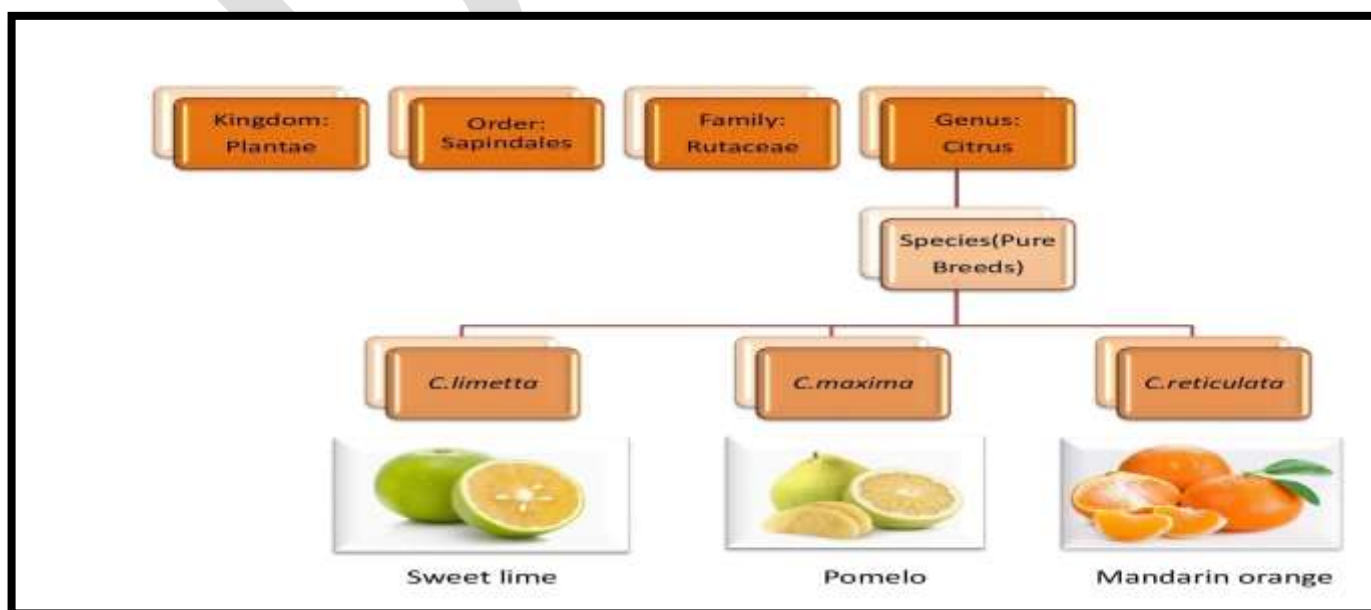 Kingdom:
Plantae
Order:
Sapindales
Family:
Rutaceae
Genus:
Citrus
Species(Pure
Breeds)
C.limetta
C.maxima
C.reticulata
Sweet lime
Pomelo
Mandarin orange